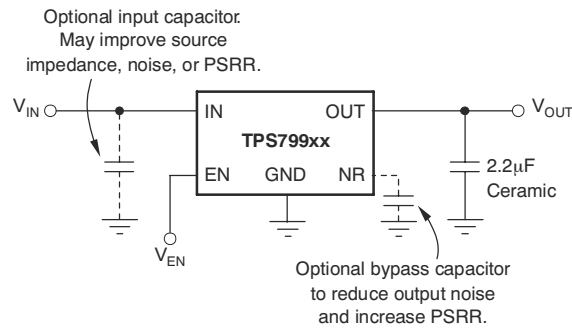 Optional input capacitor.
May improve source
impedance, noise, or PSRR.
VIN
IN
OUT
VOUT
TPS799xx
EN
GND
NR
2.2μF
Ceramic
VEN
Optional bypass capacitor
to reduce output noise
and increase PSRR.